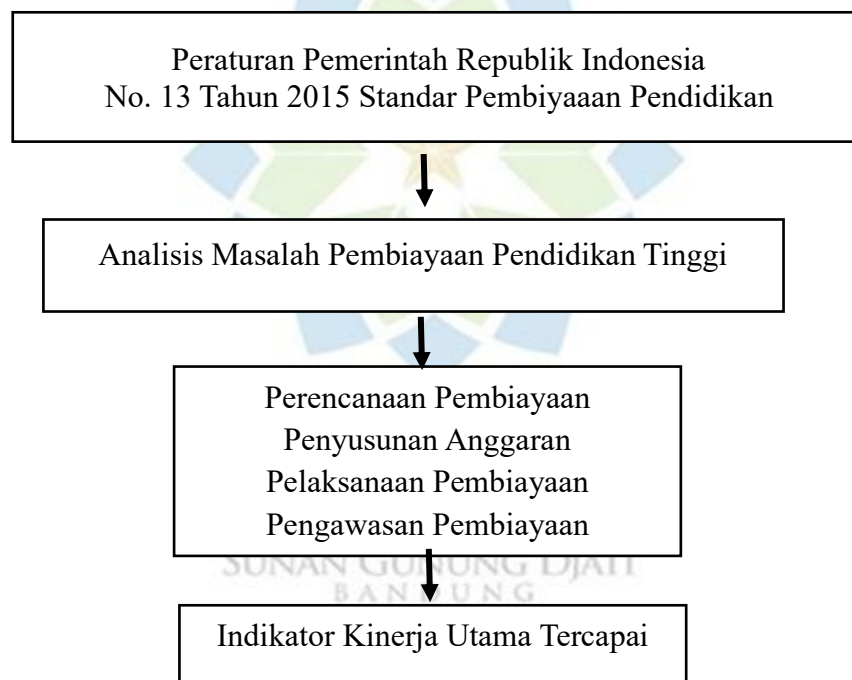 Peraturan Pemerintah Republik Indonesia
No. 13 Tahun 2015 Standar Pembiyaaan Pendidikan
Analisis Masalah Pembiayaan Pendidikan Tinggi
Perencanaan Pembiayaan
Penyusunan Anggaran
Pelaksanaan Pembiayaan
Pengawasan Pembiayaan
SUNAN GUNUNG DJATI
BANDUNG
Indikator Kinerja Utama Tercapai